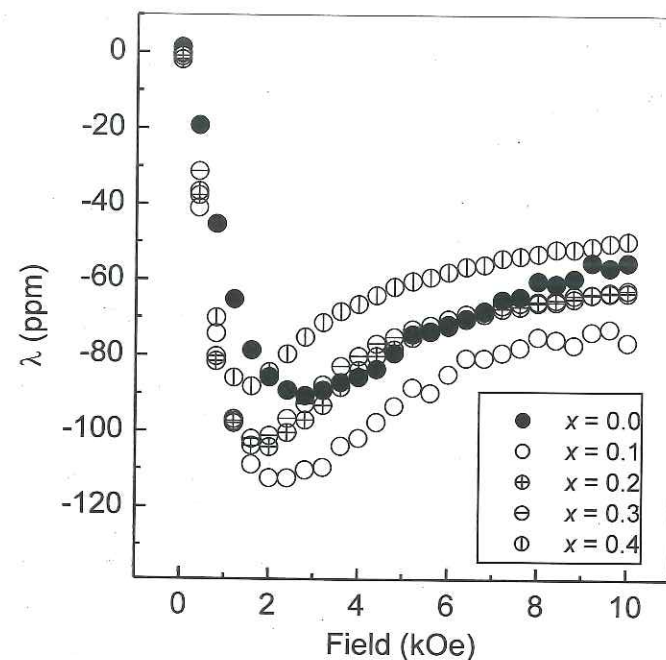 0
-20
-40
-60
-80
-100
-120
λ (ppm)
x = 0.0
x = 0.1
x = 0.2
x = 0.3
x = 0.4
0 2 4 6 8 10
Field (kOe)